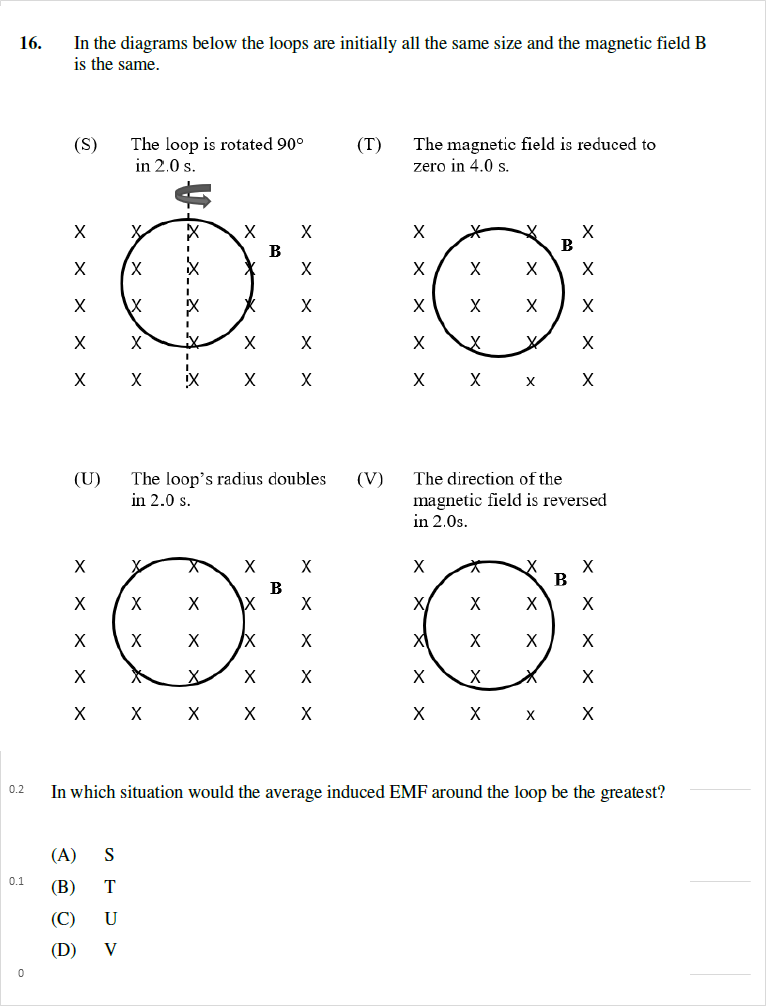 16. In the diagrams below the loops are initially all the same size and the magnetic field B
is the same.
(S) The loop is rotated 90°
in 2.0 s.
(T) The magnetic field is reduced to
zero in 4.0 s.
X X X X X
B
X X X X X
X X X X X
X X X X X
X X X X X
X X X X
B
X X X X
X X X X
X X X X
X X x X
(U) The loop's radius doubles
in 2.0 s.
(V) The direction of the
magnetic field is reversed
in 2.0s.
X X X X X
B
X X X X X
X X X X X
X X X X X
X X X X X
X X X X
B
X X X X
X X X X
X X X X
X X x X
0.2
In which situation would the average induced EMF around the loop be the greatest?
(A) S
0.1
(B) T
(C) U
(D) V
0